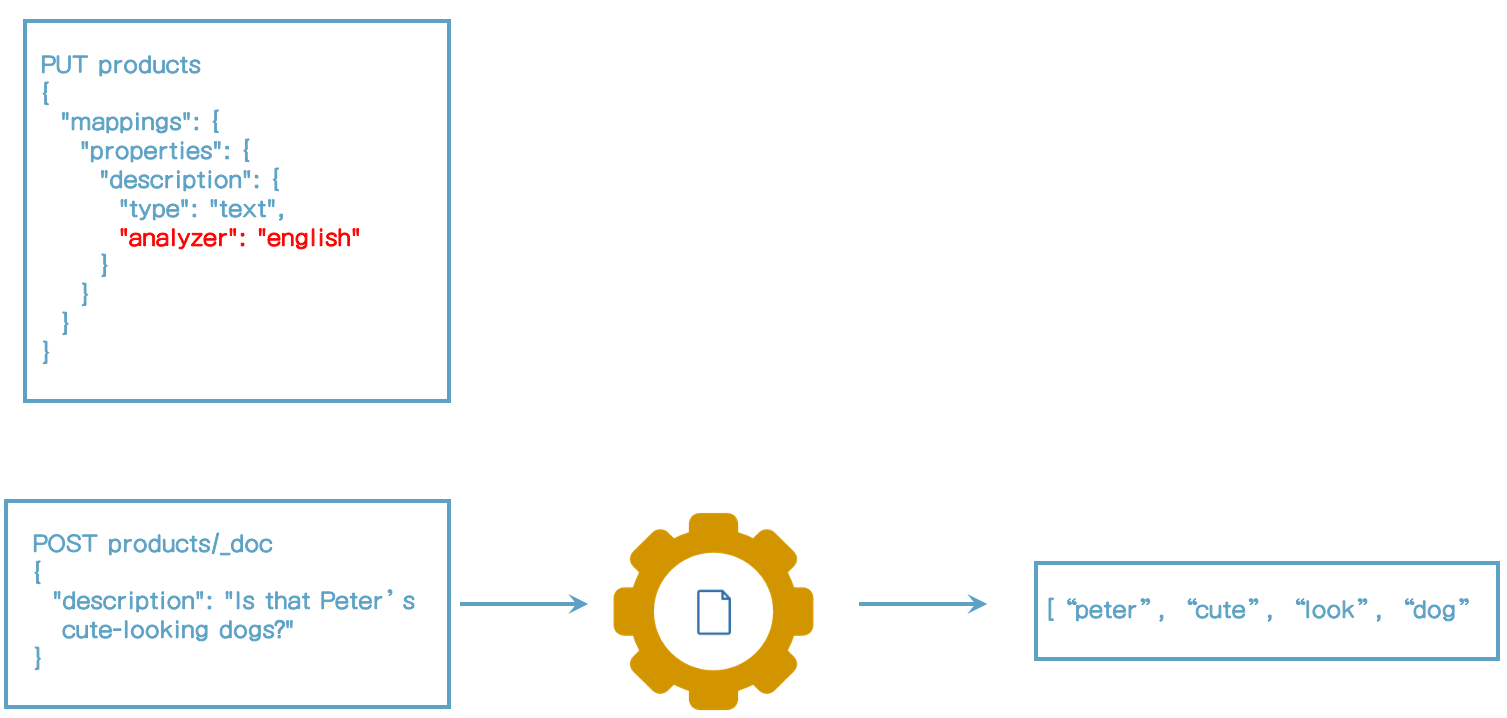 PUT products
{
"mappings": {
"properties": {
"description": {
"type": "text",
"analyzer": "english"
}
}
}
}
POST products/_doc
{
"description": "Is that Peter’s
cute-looking dogs?"
}
[ “peter”, “cute”, “look”, “dog”